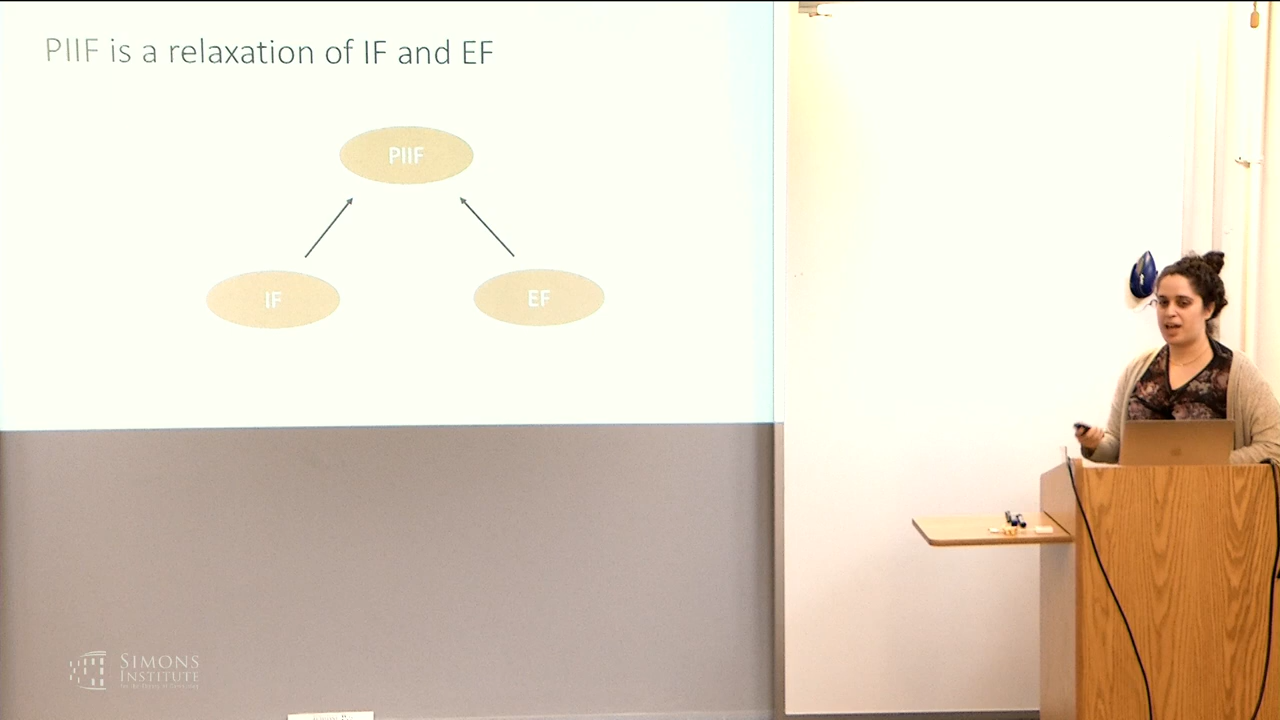 PIIF is a relaxation of IF and EF
PIIF
IF
EF
SIMONS
INSTITUTE